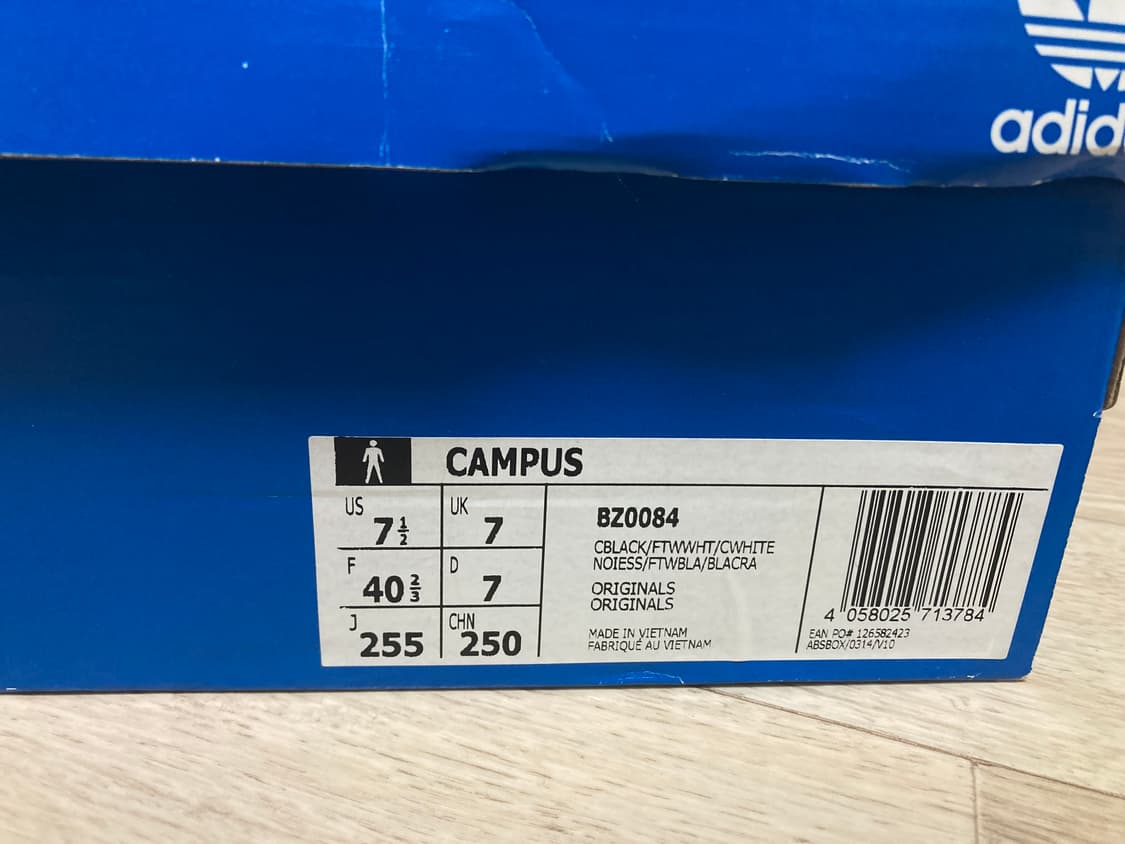 adid
CAMPUS
US 7½ UK 7
F 40⅔ D 7
J 255 CHN 250
BZ0084
CBLACK/FTWWHT/CWHITE
NOIESS/FTWBLA/BLACRA
ORIGINALS
ORIGINALS
MADE IN VIETNAM
FABRIQUÉ AU VIETNAM
4 058025 713784
EAN PO# 126582423
ABSBOX/0314/V10